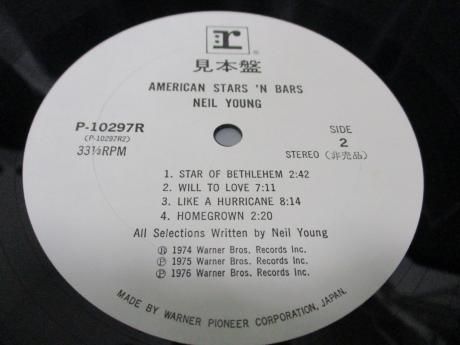 r
®
見本盤
AMERICAN STARS 'N BARS
NEIL YOUNG
P-10297R
(P-10297R2)
33⅓RPM
SIDE
2
STEREO (非売品)
1. STAR OF BETHLEHEM 2:42
2. WILL TO LOVE 7:11
3. LIKE A HURRICANE 8:14
4. HOMEGROWN 2:20
All Selections Written by Neil Young
Ⓟ 1974 Warner Bros. Records Inc.
Ⓟ 1975 Warner Bros. Records Inc.
Ⓟ 1976 Warner Bros. Records Inc.
MADE BY WARNER PIONEER CORPORATION, JAPAN.